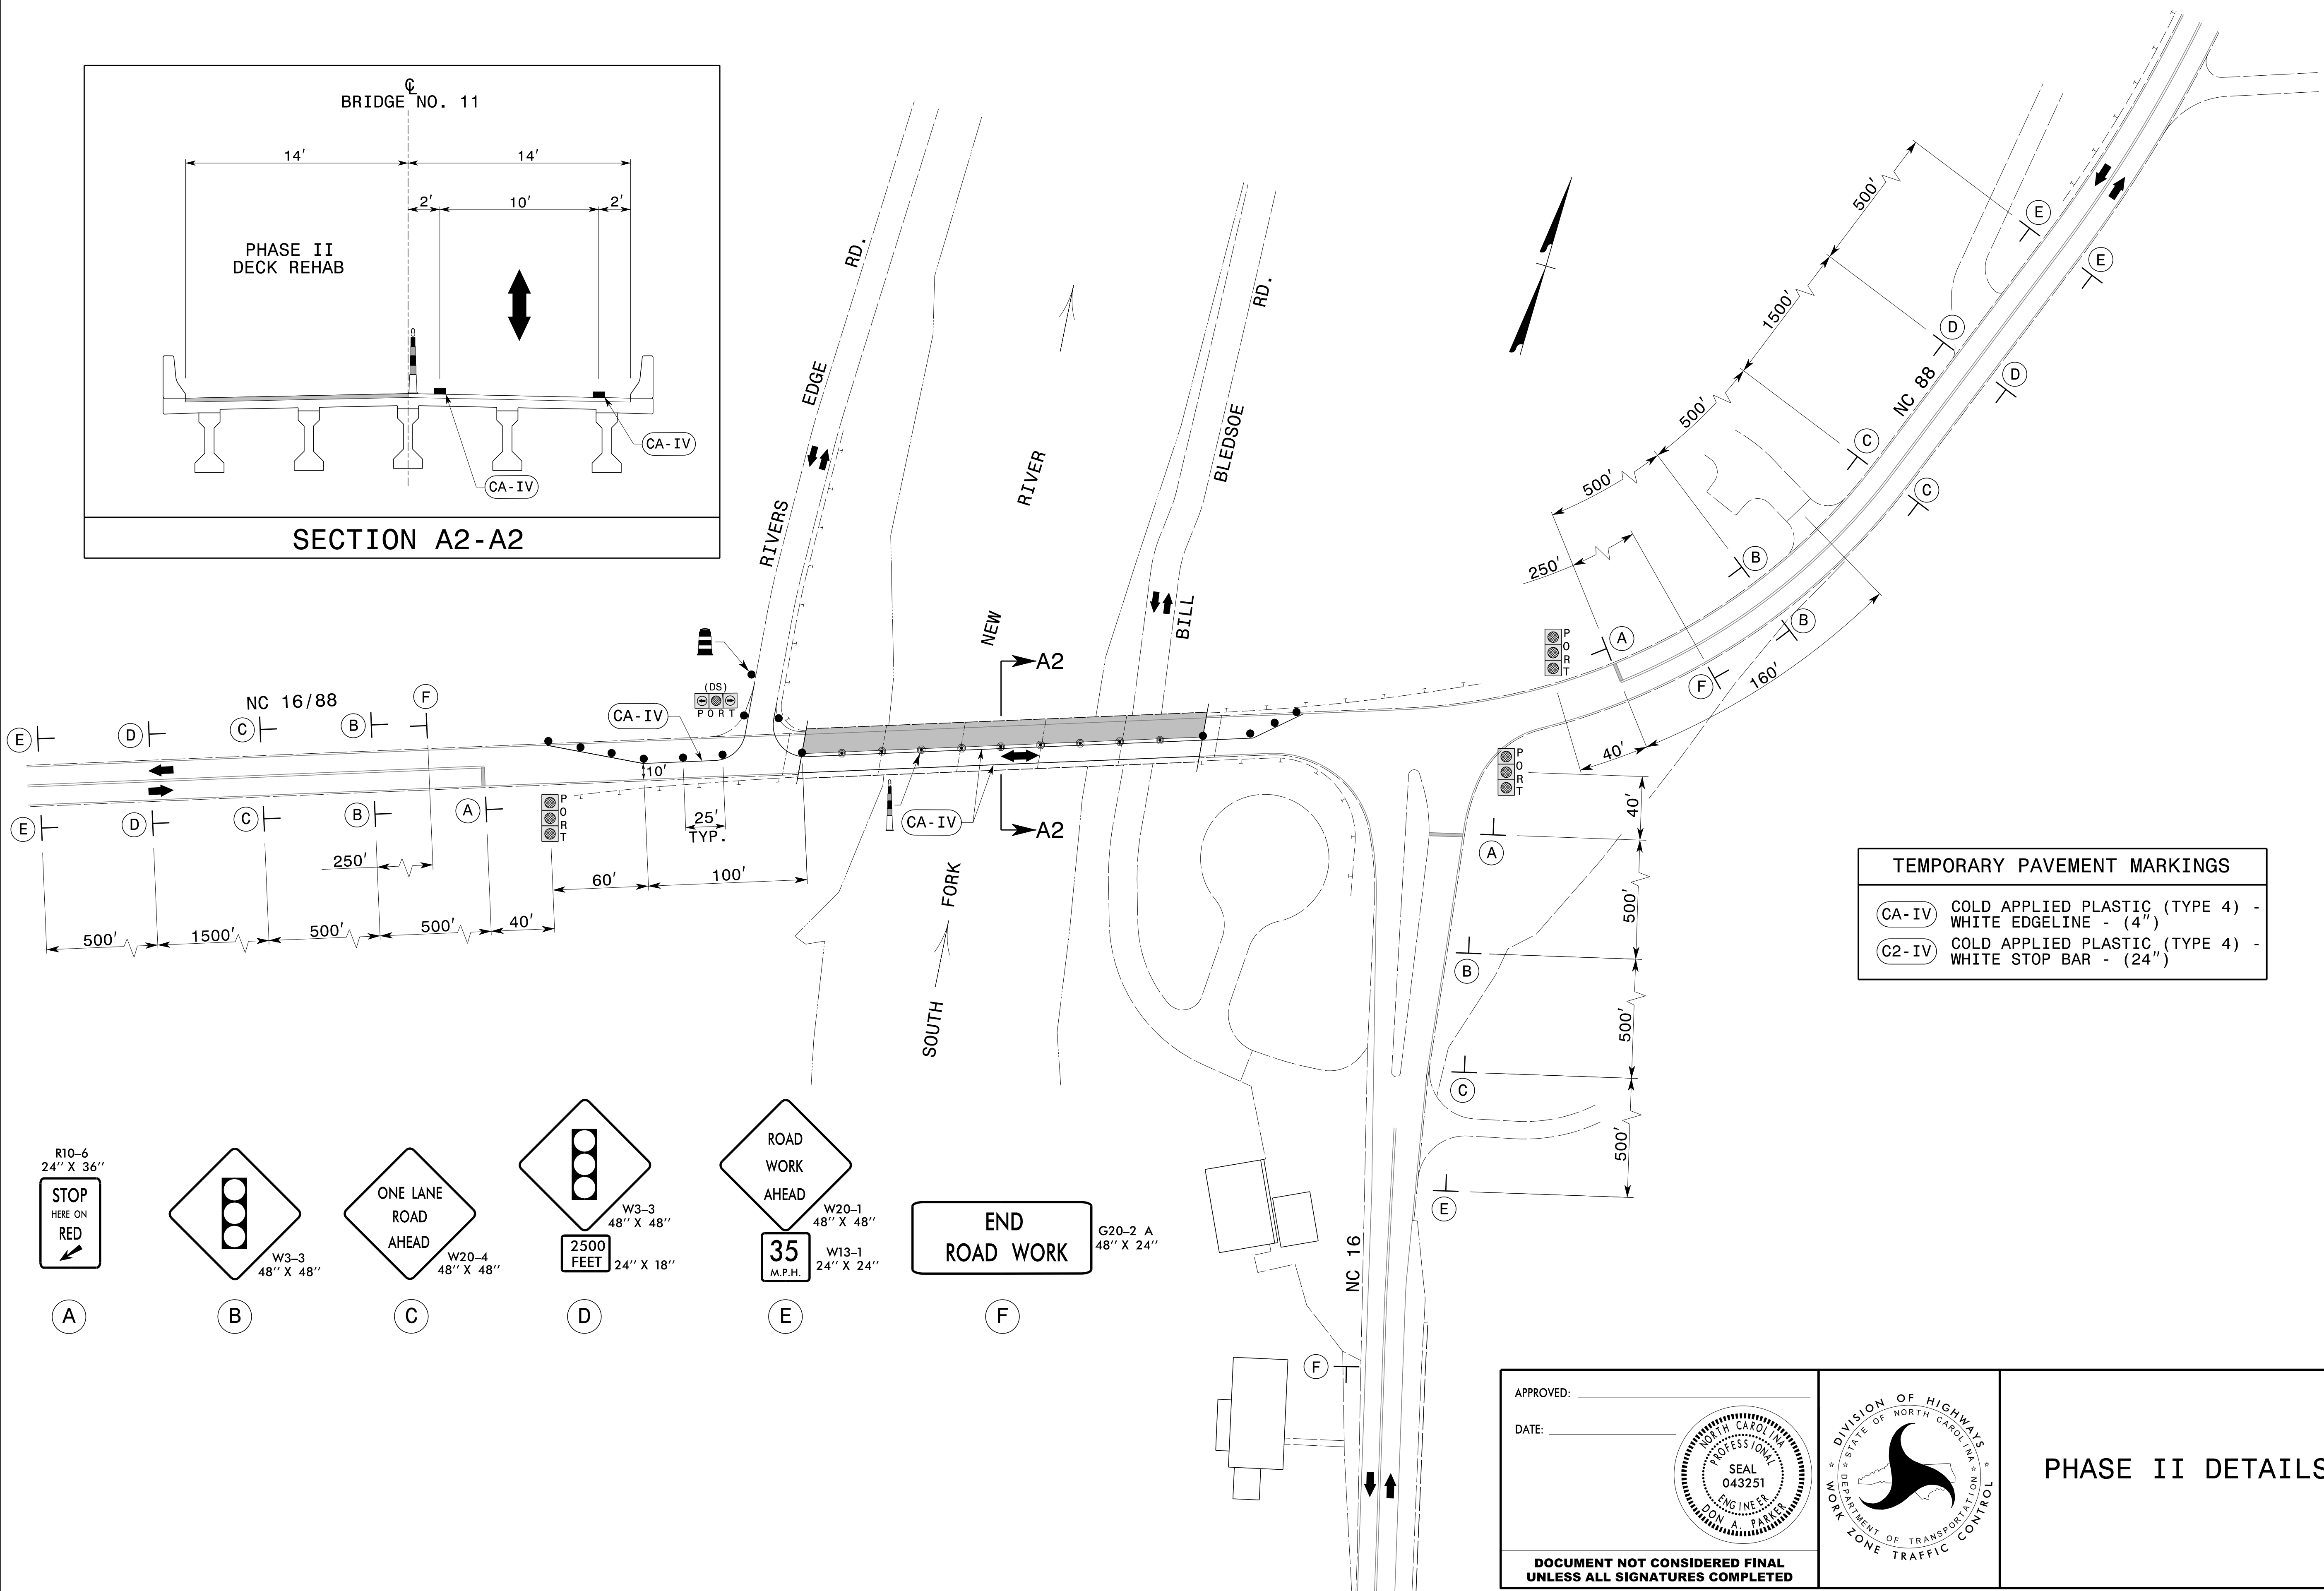 ℄
BRIDGE NO. 11
14'
14'
2'
10'
2'
PHASE II
DECK REHAB
CA-IV
CA-IV
SECTION A2-A2
RIVERS EDGE RD.
NEW RIVER
SOUTH FORK
BILL BLEDSOE RD.
A2
A2
NC 16/88
E
D
C
B
F
E
D
C
B
A
(DS)
PORT
CA-IV
10'
25'
TYP.
PORT
CA-IV
250'
60'
100'
500'
1500'
500'
500'
40'
500'
1500'
500'
500'
250'
NC 88
E
E
D
D
C
C
B
B
A
F
PORT
160'
40'
PORT
40'
A
500'
B
500'
C
500'
E
NC 16
F
TEMPORARY PAVEMENT MARKINGS
CA-IV COLD APPLIED PLASTIC (TYPE 4) -
WHITE EDGELINE - (4")
C2-IV COLD APPLIED PLASTIC (TYPE 4) -
WHITE STOP BAR - (24")
R10-6
24'' X 36''
STOP
HERE ON
RED
A
W3-3
48'' X 48''
B
ONE LANE
ROAD
AHEAD
W20-4
48'' X 48''
C
W3-3
48'' X 48''
2500
FEET
24'' X 18''
D
ROAD
WORK
AHEAD
W20-1
48'' X 48''
35
M.P.H.
W13-1
24'' X 24''
E
END
ROAD WORK
G20-2 A
48'' X 24''
F
APPROVED:
DATE:
NORTH CAROLINA
PROFESSIONAL
SEAL
043251
ENGINEER
DON A. PARKER
DOCUMENT NOT CONSIDERED FINAL
UNLESS ALL SIGNATURES COMPLETED
DIVISION OF HIGHWAYS
STATE OF NORTH CAROLINA
DEPARTMENT OF TRANSPORTATION
WORK ZONE TRAFFIC CONTROL
PHASE II DETAILS